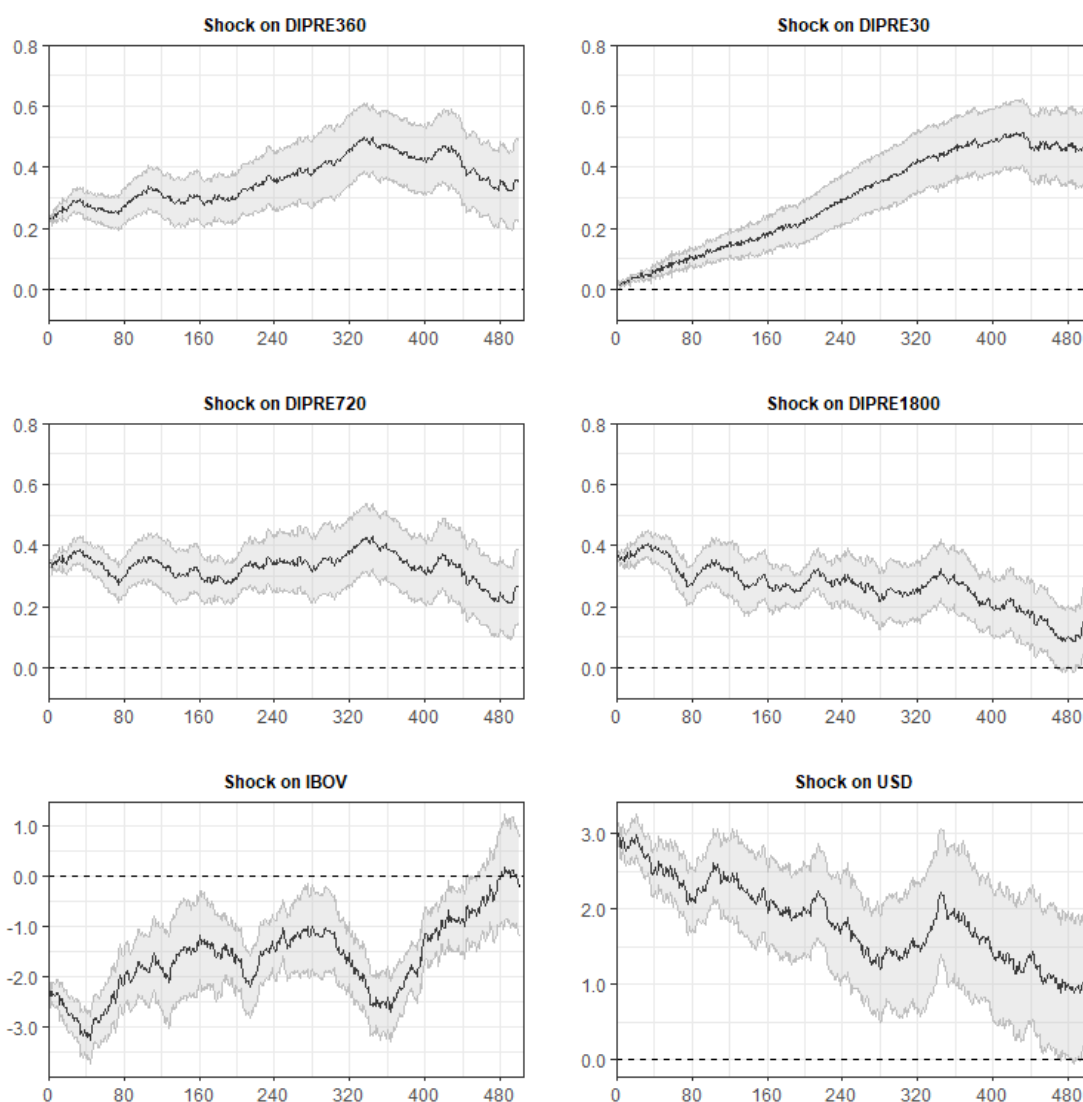 Shock on DIPRE360
0.8
0.6
0.4
0.2
0.0
0 80 160 240 320 400 480
Shock on DIPRE30
0.8
0.6
0.4
0.2
0.0
0 80 160 240 320 400 480
Shock on DIPRE720
0.8
0.6
0.4
0.2
0.0
0 80 160 240 320 400 480
Shock on DIPRE1800
0.8
0.6
0.4
0.2
0.0
0 80 160 240 320 400 480
Shock on IBOV
1.0
0.0
-1.0
-2.0
-3.0
0 80 160 240 320 400 480
Shock on USD
3.0
2.0
1.0
0.0
0 80 160 240 320 400 480